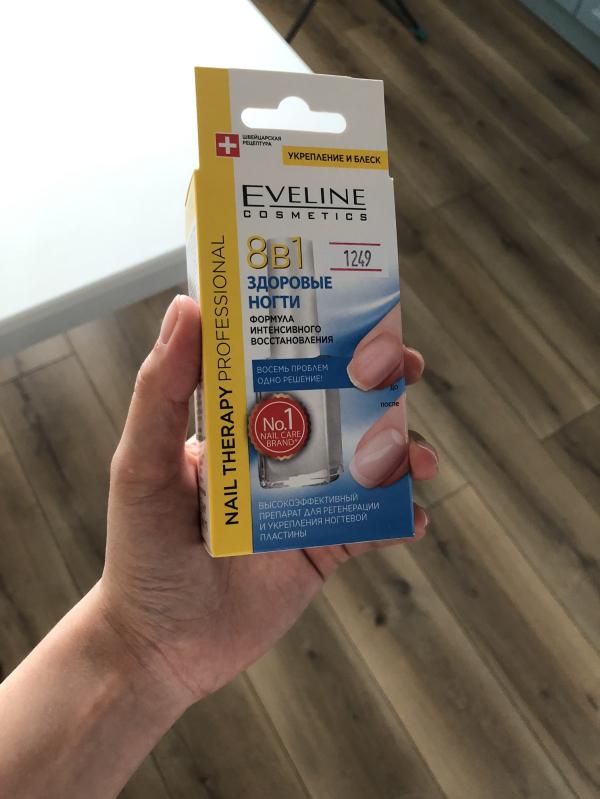 ШВЕЙЦАРСКАЯ
РЕЦЕПТУРА
УКРЕПЛЕНИЕ И БЛЕСК
EVELINE
COSMETICS
8в1
1249
ЗДОРОВЫЕ
НОГТИ
ФОРМУЛА
ИНТЕНСИВНОГО
ВОССТАНОВЛЕНИЯ
ВОСЕМЬ ПРОБЛЕМ
ОДНО РЕШЕНИЕ!
до
после
No.1
NAIL CARE
BRAND*
NAIL THERAPY PROFESSIONAL
ВЫСОКОЭФФЕКТИВНЫЙ
ПРЕПАРАТ ДЛЯ РЕГЕНЕРАЦИИ
И УКРЕПЛЕНИЯ НОГТЕВОЙ
ПЛАСТИНЫ